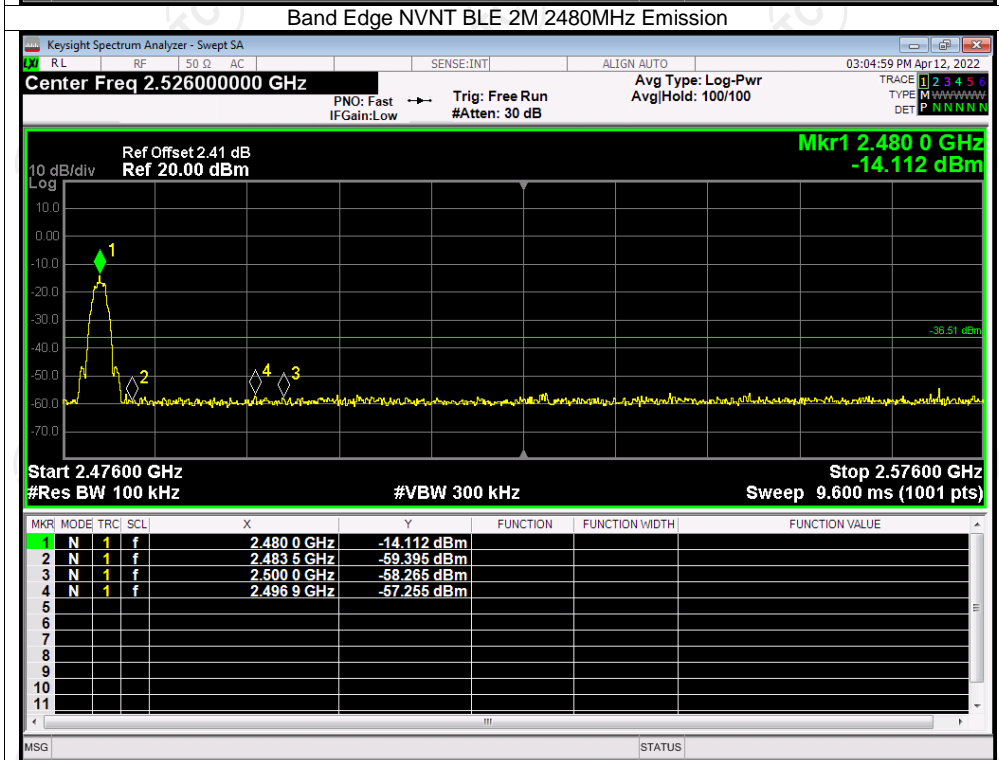 Band Edge NVNT BLE 2M 2480MHz Emission
Keysight Spectrum Analyzer - Swept SA
LXI RL RF 50 Ω AC SENSE:INT ALIGN AUTO 03:04:59 PM Apr 12, 2022
Center Freq 2.526000000 GHz
PNO: Fast
IFGain:Low
Trig: Free Run
#Atten: 30 dB
Avg Type: Log-Pwr
Avg|Hold: 100/100
TRACE 1 2 3 4 5 6
TYPE M WWWWW
DET P N N N N N
Mkr1 2.480 0 GHz
-14.112 dBm
Ref Offset 2.41 dB
10 dB/div Ref 20.00 dBm
Log
10.0
0.00
-10.0
-20.0
-30.0
-40.0
-50.0
-60.0
-70.0
1
2
4
3
-36.51 dBm
Start 2.47600 GHz Stop 2.57600 GHz
#Res BW 100 kHz #VBW 300 kHz Sweep 9.600 ms (1001 pts)
MKR MODE TRC SCL X Y FUNCTION FUNCTION WIDTH FUNCTION VALUE
1 N 1 f 2.480 0 GHz -14.112 dBm
2 N 1 f 2.483 5 GHz -59.395 dBm
3 N 1 f 2.500 0 GHz -58.265 dBm
4 N 1 f 2.496 9 GHz -57.255 dBm
5
6
7
8
9
10
11
MSG STATUS